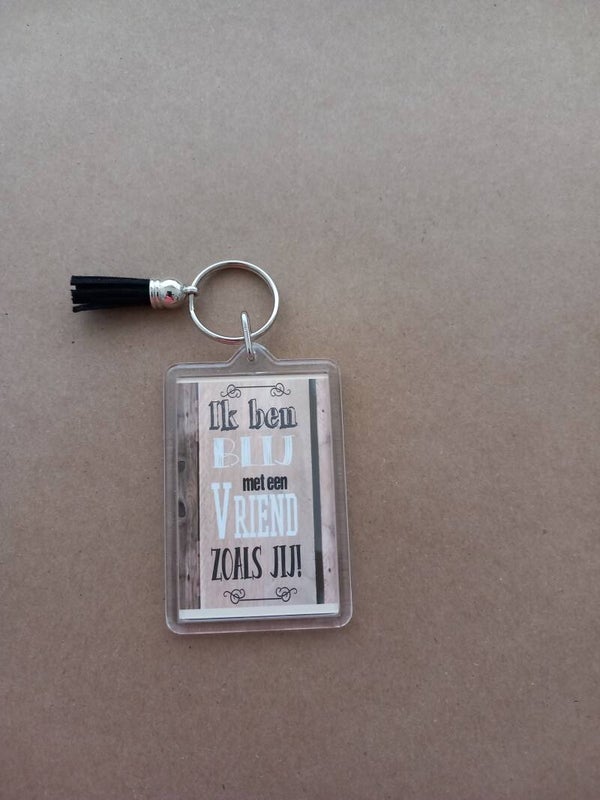 Ik ben
BLIJ
met een
VRIEND
ZOALS JIJ!